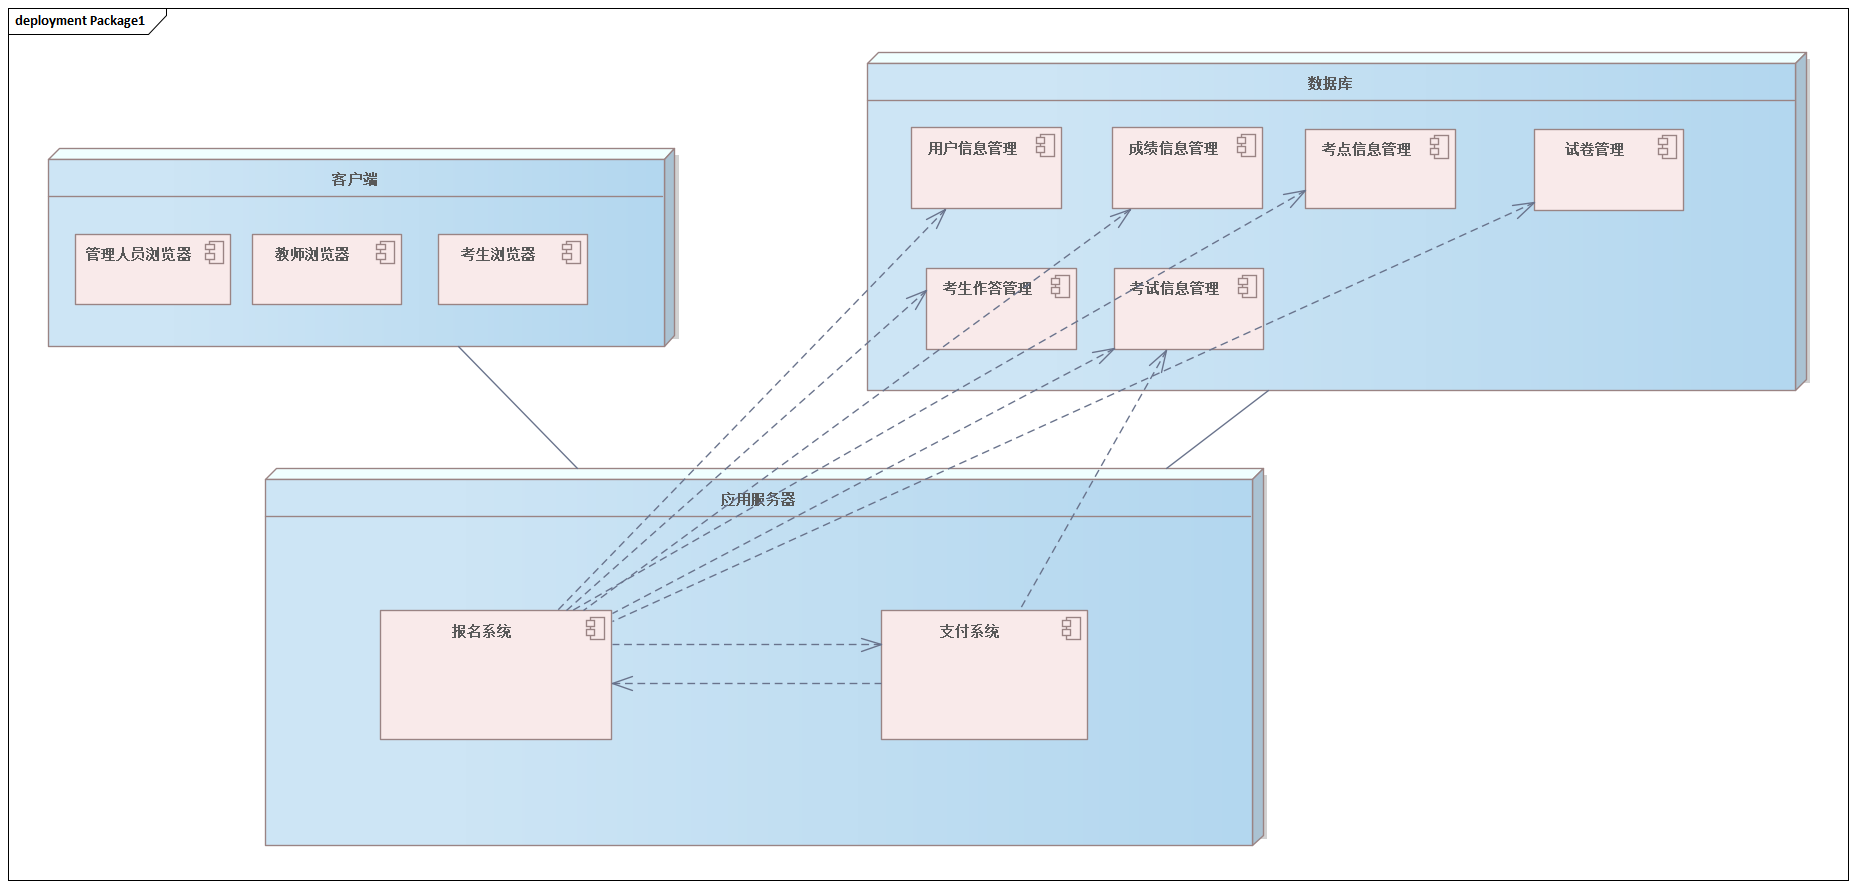 deployment Package1
数据库
用户信息管理
成绩信息管理
考点信息管理
试卷管理
客户端
管理人员浏览器
教师浏览器
考生浏览器
考生作答管理
考试信息管理
应用服务器
报名系统
支付系统